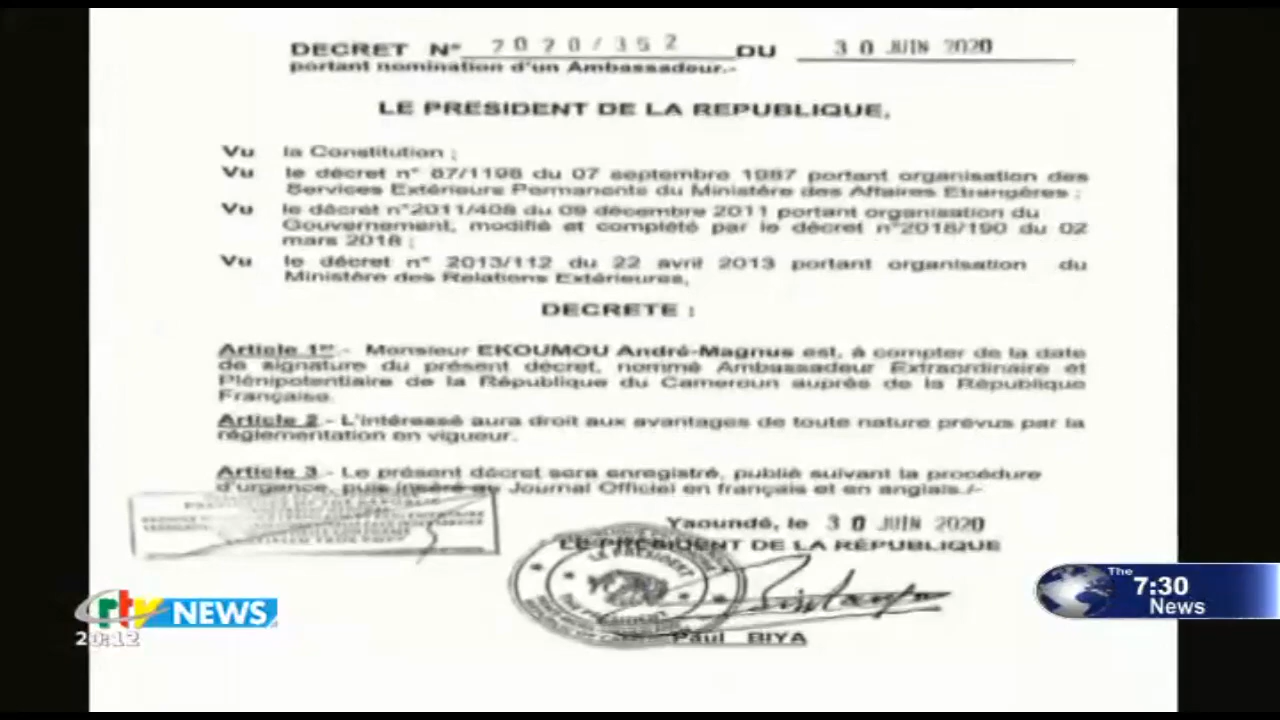 DECRET N° 2020/352 DU 30 JUIN 2020
portant nomination d'un Ambassadeur.-
LE PRESIDENT DE LA REPUBLIQUE,
Vu la Constitution ;
Vu le décret n° 87/1198 du 07 septembre 1987 portant organisation des
Services Extérieurs Permanents du Ministère des Affaires Etrangères ;
Vu le décret n°2011/408 du 09 décembre 2011 portant organisation du
Gouvernement, modifié et complété par le décret n°2018/190 du 02
mars 2018 ;
Vu le décret n° 2013/112 du 22 avril 2013 portant organisation du
Ministère des Relations Extérieures,
DECRETE :
Article 1er.- Monsieur EKOUMOU André-Magnus est, à compter de la date
de signature du présent décret, nommé Ambassadeur Extraordinaire et
Plénipotentiaire de la République du Cameroun auprès de la République
Française.
Article 2.- L'intéressé aura droit aux avantages de toute nature prévus par la
réglementation en vigueur.
Article 3.- Le présent décret sera enregistré, publié suivant la procédure
d'urgence, puis inséré au Journal Officiel en français et en anglais./-
Yaoundé, le 30 JUIN 2020
LE PRESIDENT DE LA RÉPUBLIQUE
LE PRESIDENT
Paul BIYA
rtv NEWS
20:12
The
7:30
News